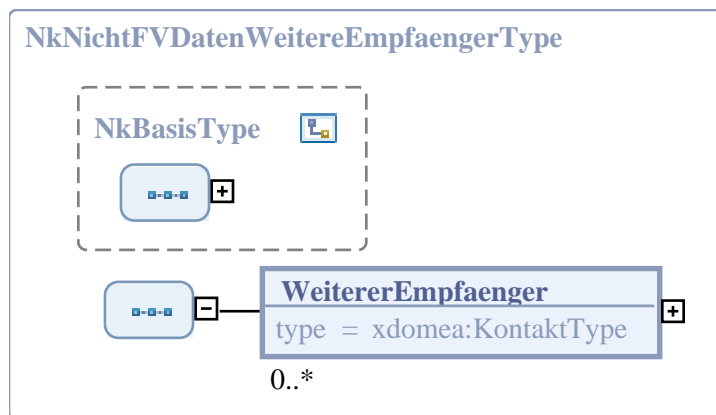 NkNichtFVDatenWeitereEmpfaengerType
NkBasisType
WeitererEmpfaenger
type = xdomea:KontaktType
0..*